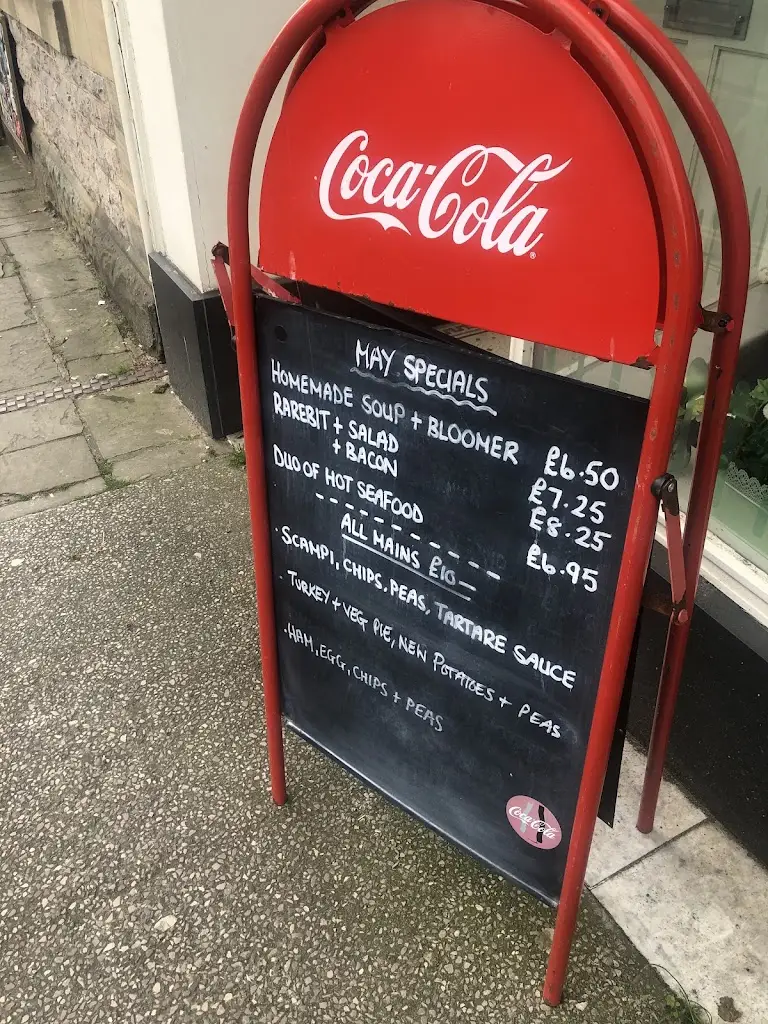 Coca-Cola
MAY SPECIALS
HOMEMADE SOUP + BLOOMER £6.50
RAREBIT + SALAD £7.25
+ BACON £8.25
DUO OF HOT SEAFOOD £6.95
ALL MAINS £10-
· SCAMPI, CHIPS, PEAS, TARTARE SAUCE
· TURKEY + VEG PIE, NEW POTATOES + PEAS
· HAM, EGG, CHIPS + PEAS
Coca-Cola